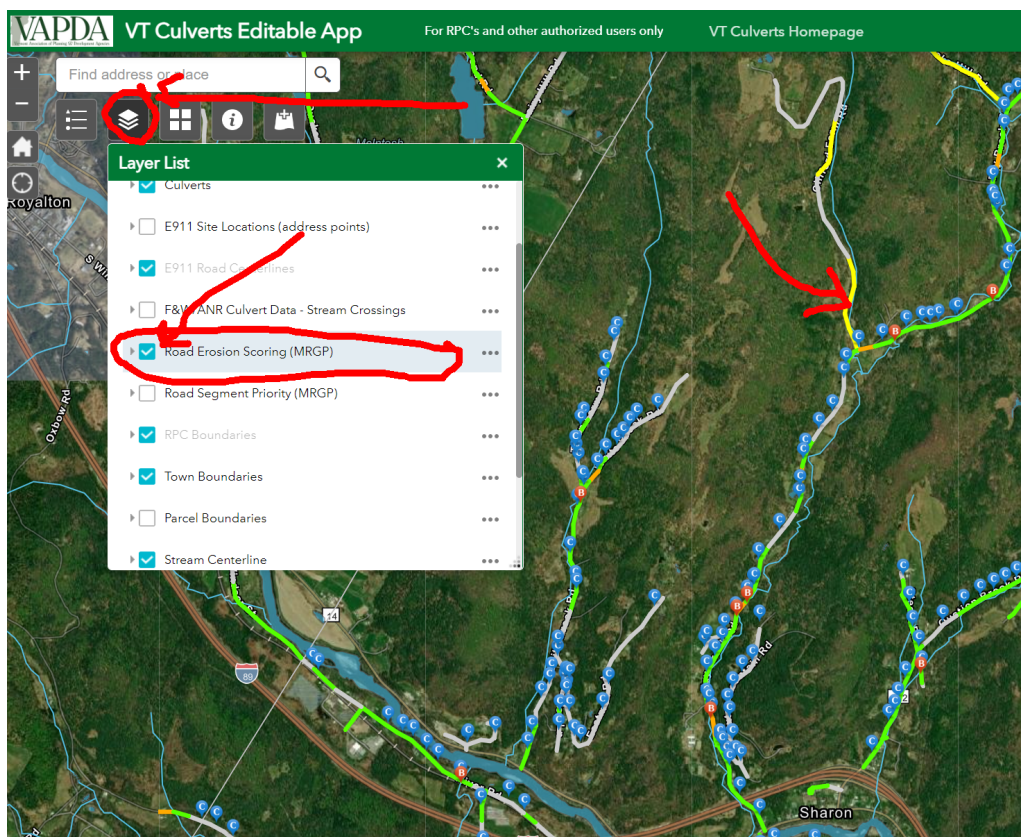 VAPDA VT Culverts Editable App For RPC's and other authorized users only VT Culverts Homepage
Find address or place
Layer List
Culverts
E911 Site Locations (address points)
E911 Road Centerlines
F&W/ANR Culvert Data - Stream Crossings
Road Erosion Scoring (MRGP)
Road Segment Priority (MRGP)
RPC Boundaries
Town Boundaries
Parcel Boundaries
Stream Centerline
Royalton
Oxbow Rd
14
89
Sharon